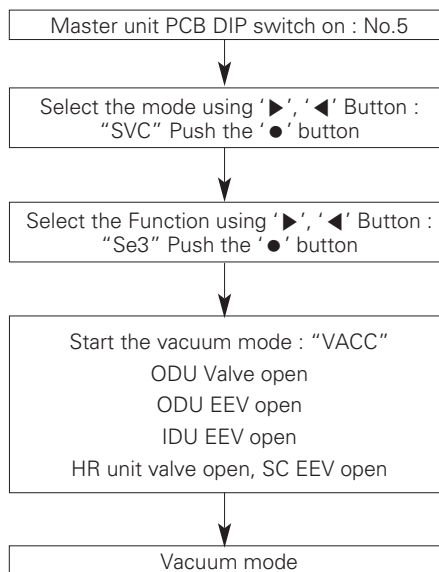 Master unit PCB DIP switch on : No.5
Select the mode using ‘▶’, ‘◀’ Button :
“SVC” Push the ‘●’ button
Select the Function using ‘▶’, ‘◀’ Button :
“Se3” Push the ‘●’ button
Start the vacuum mode : “VACC”
ODU Valve open
ODU EEV open
IDU EEV open
HR unit valve open, SC EEV open
Vacuum mode